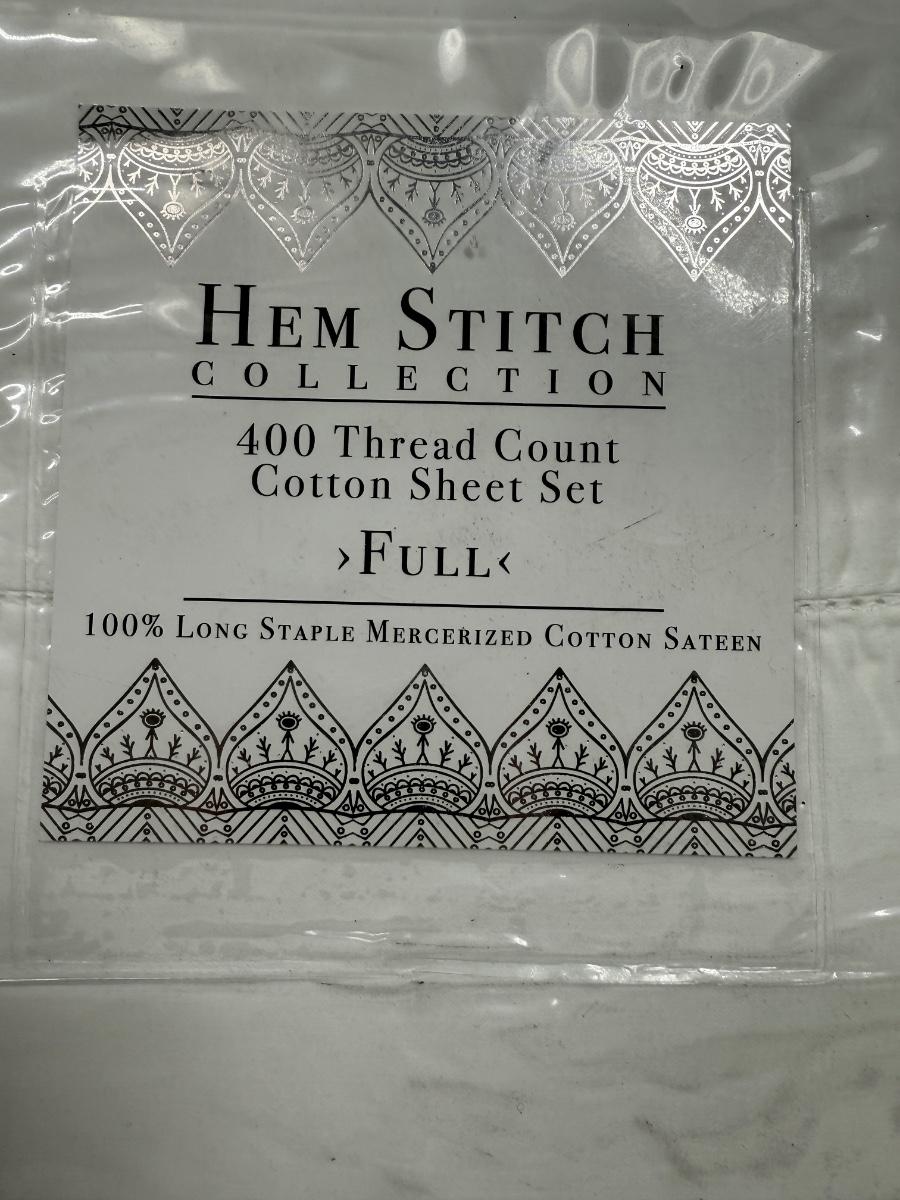 HEM STITCH
COLLECTION
400 Thread Count
Cotton Sheet Set
›FULL‹
100% LONG STAPLE MERCERIZED COTTON SATEEN